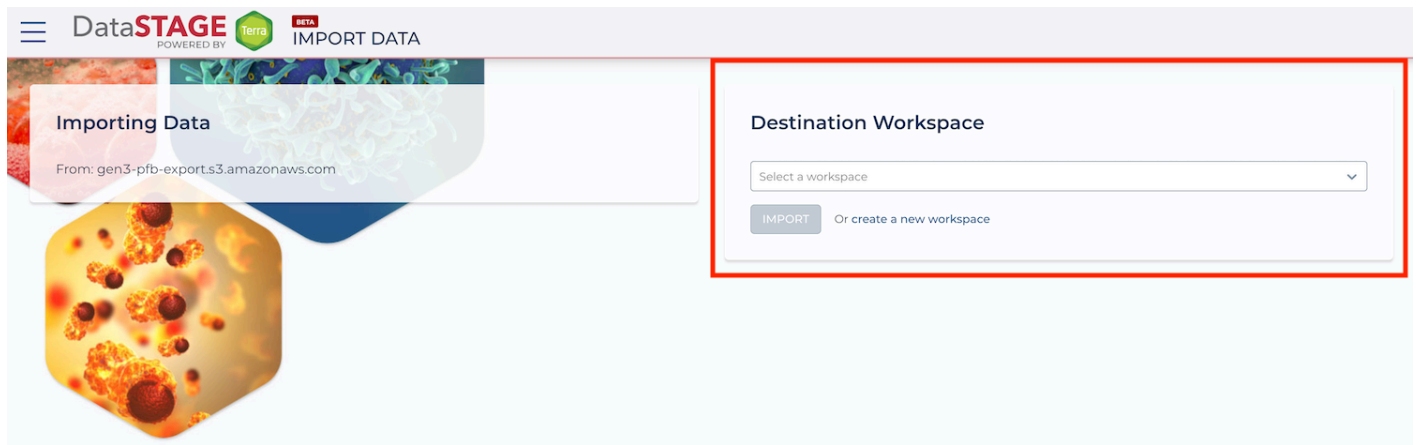 DataSTAGE
POWERED BY
Terra
BETA
IMPORT DATA
Importing Data
From: gen3-pfb-export.s3.amazonaws.com
Destination Workspace
Select a workspace
IMPORT Or create a new workspace